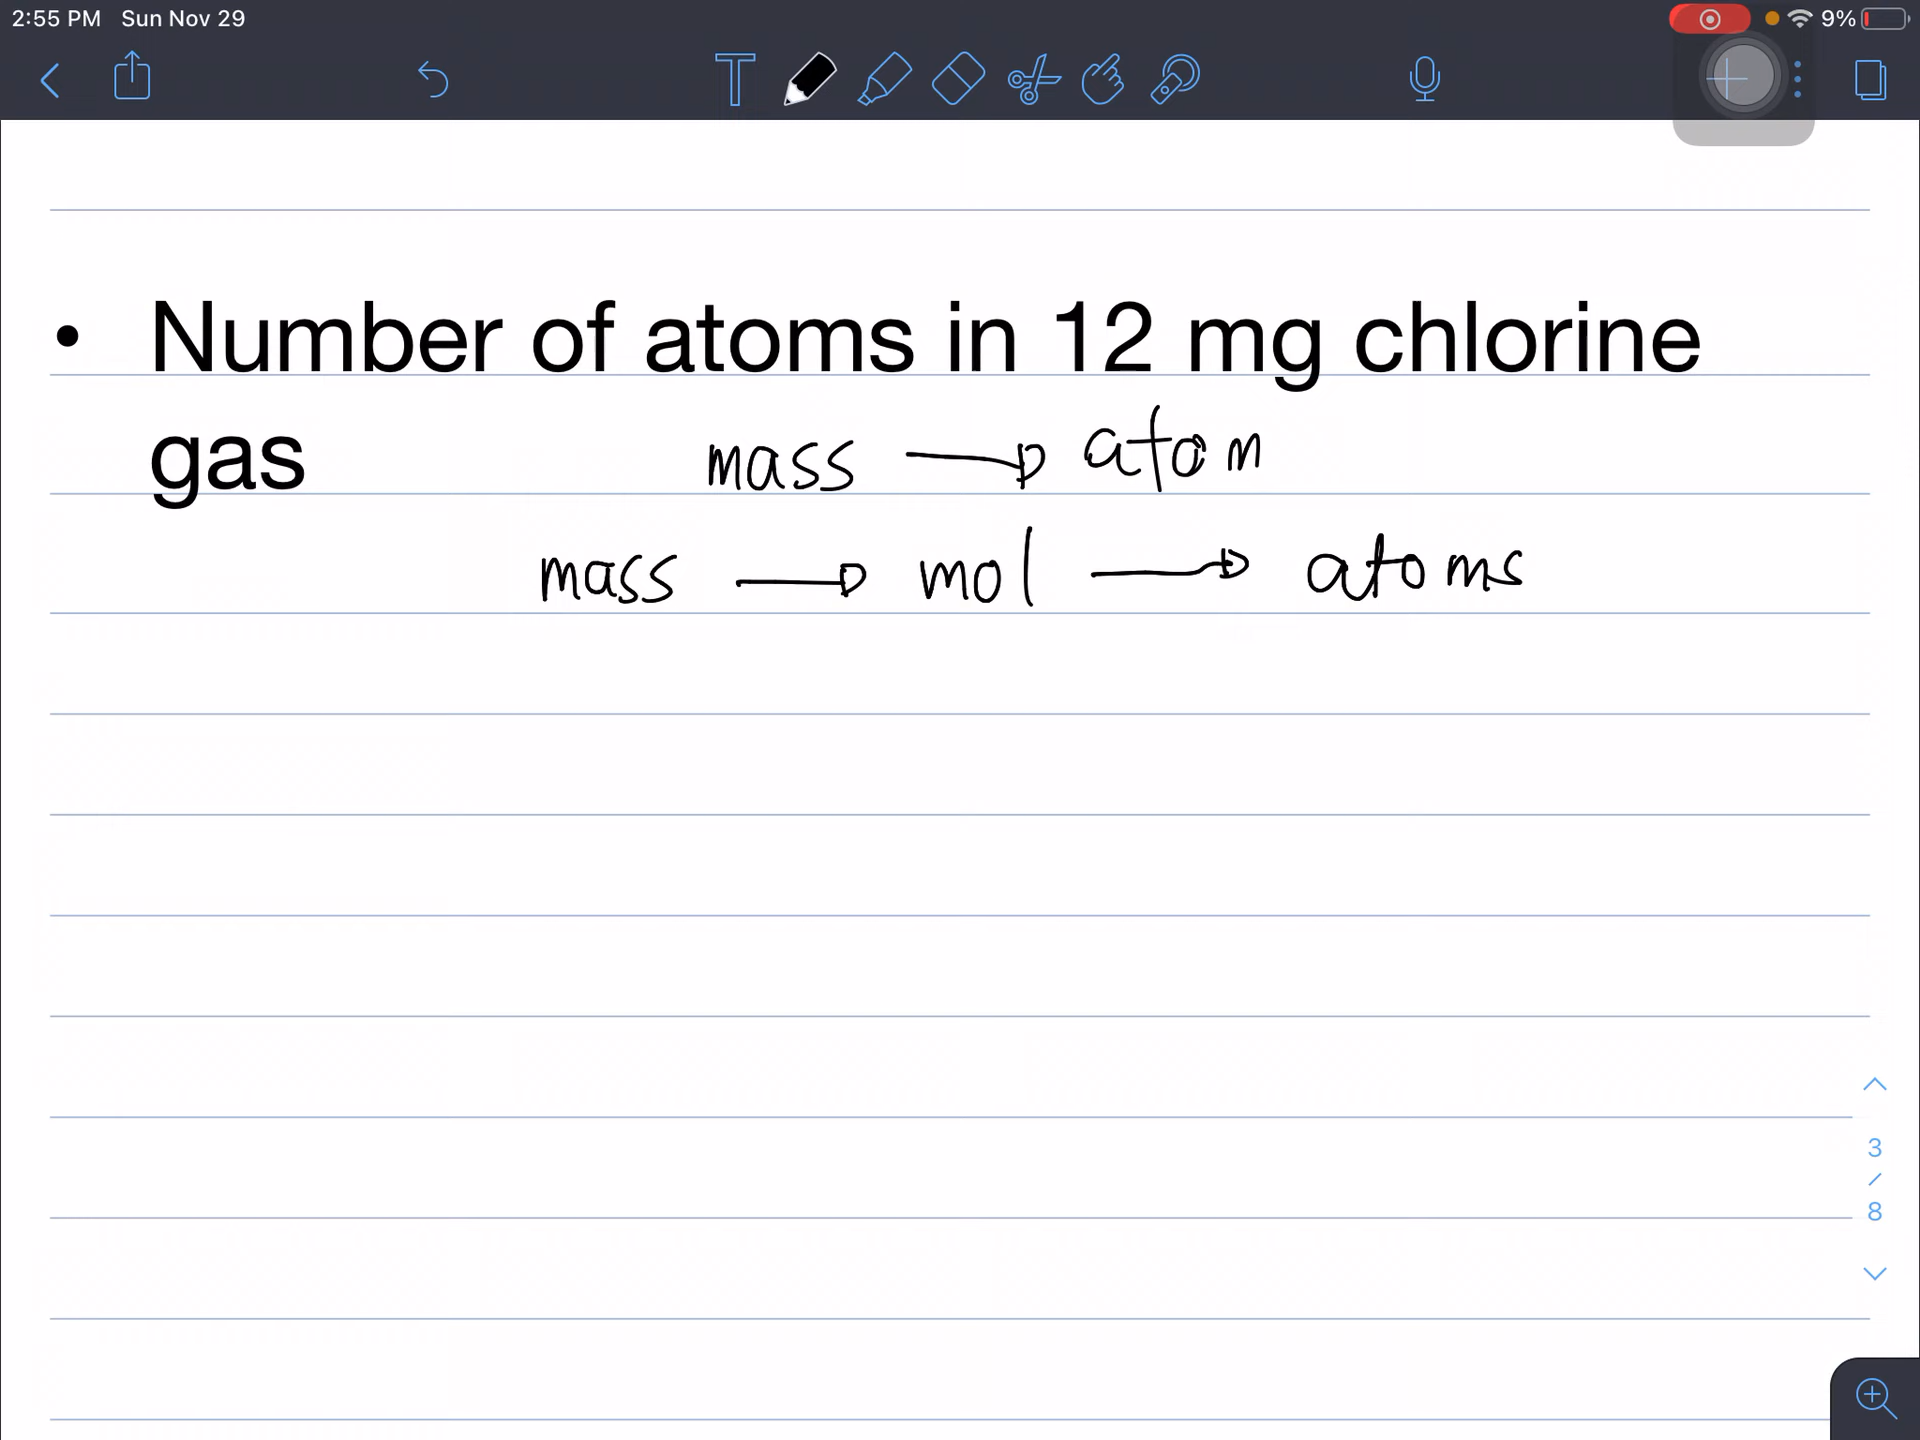 2:55 PM Sun Nov 29 9%
T
• Number of atoms in 12 mg chlorine
gas mass → atom
mass → mol → atoms
3
/
8